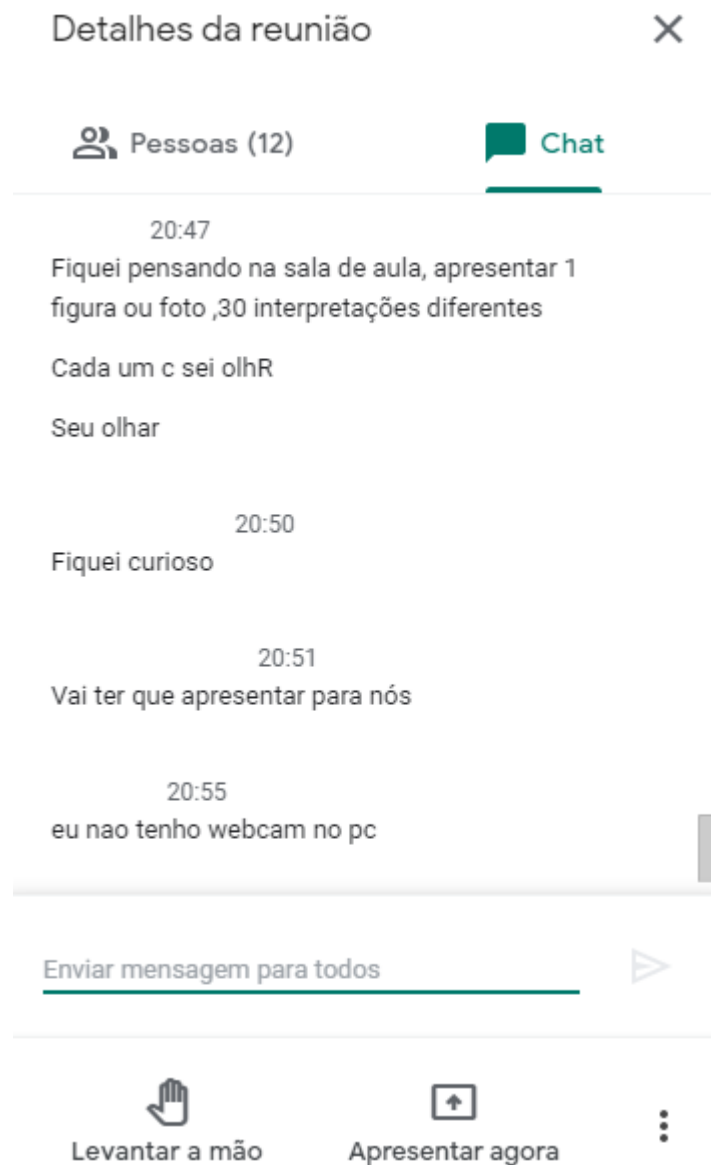 Detalhes da reunião
Pessoas (12)
Chat
20:47
Fiquei pensando na sala de aula, apresentar 1
figura ou foto ,30 interpretações diferentes
Cada um c sei olhR
Seu olhar
20:50
Fiquei curioso
20:51
Vai ter que apresentar para nós
20:55
eu nao tenho webcam no pc
Enviar mensagem para todos
Levantar a mão
Apresentar agora